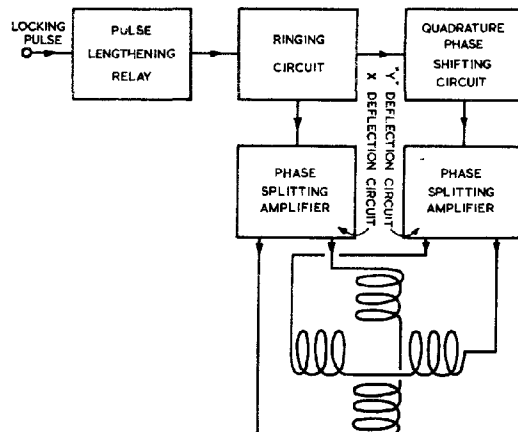 LOCKING
PULSE
PULSE
LENGTHENING
RELAY
RINGING
CIRCUIT
QUADRATURE
PHASE
SHIFTING
CIRCUIT
"Y" DEFLECTION CIRCUIT
X DEFLECTION CIRCUIT
PHASE
SPLITTING
AMPLIFIER
PHASE
SPLITTING
AMPLIFIER